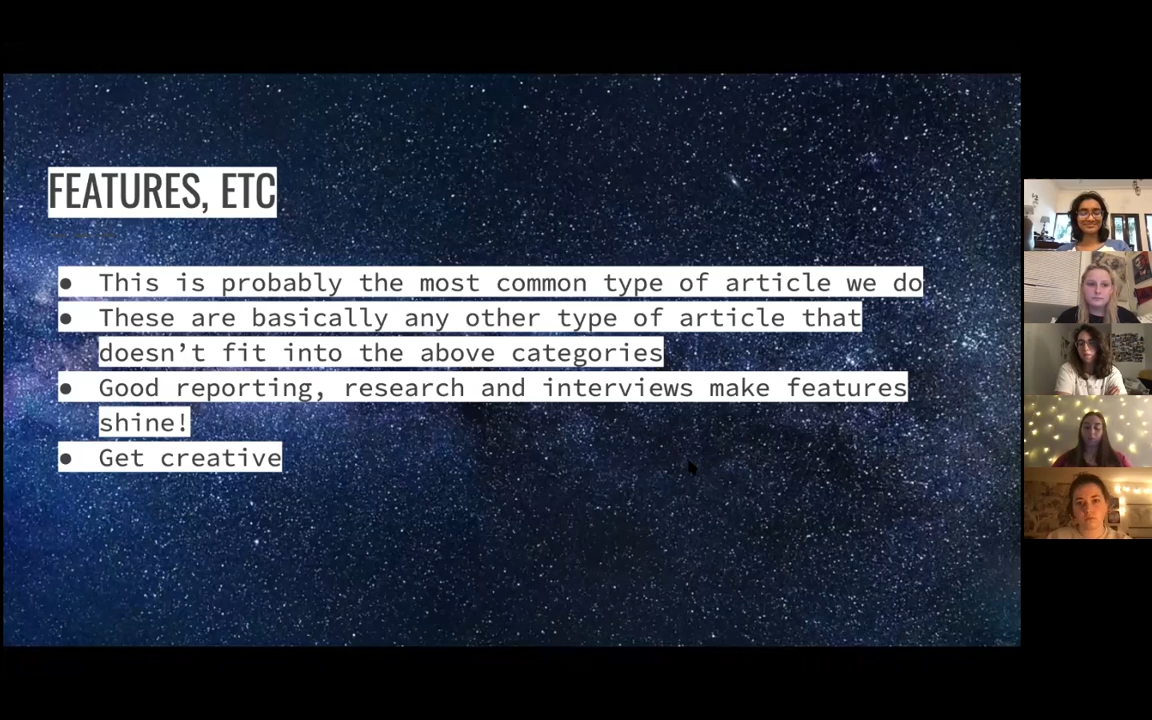 FEATURES, ETC
● This is probably the most common type of article we do
● These are basically any other type of article that
doesn’t fit into the above categories
● Good reporting, research and interviews make features
shine!
● Get creative